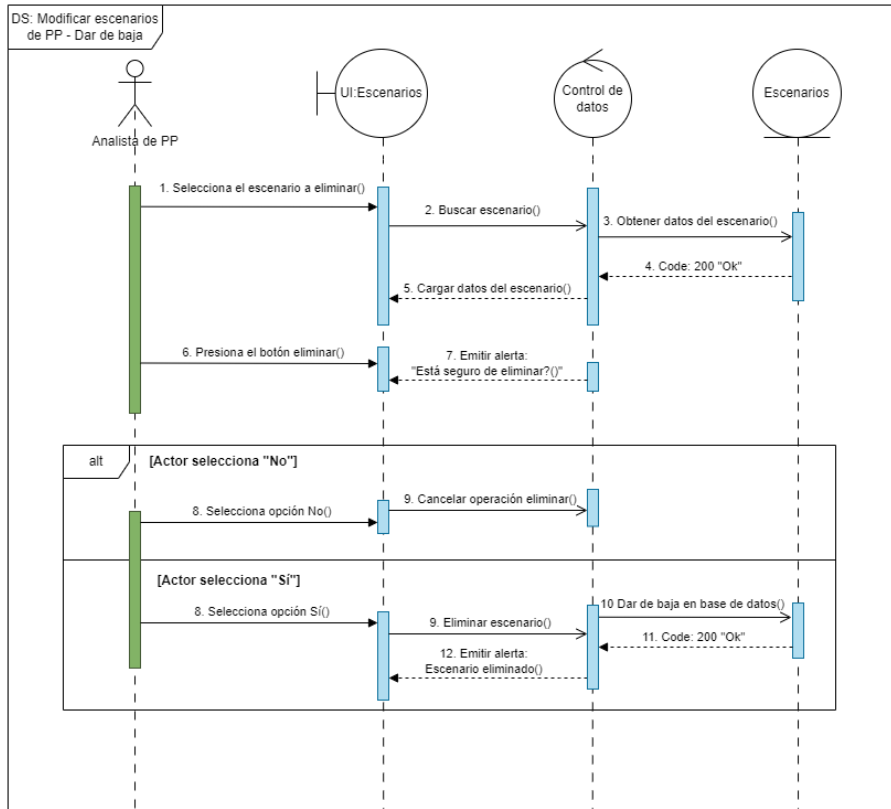 DS: Modificar escenarios
de PP - Dar de baja
Analista de PP
UI:Escenarios
Control de
datos
Escenarios
1. Selecciona el escenario a eliminar()
2. Buscar escenario()
3. Obtener datos del escenario()
4. Code: 200 "Ok"
5. Cargar datos del escenario()
6. Presiona el botón eliminar()
7. Emitir alerta:
"Está seguro de eliminar?()"
alt
[Actor selecciona "No"]
8. Selecciona opción No()
9. Cancelar operación eliminar()
[Actor selecciona "Sí"]
8. Selecciona opción Sí()
9. Eliminar escenario()
10 Dar de baja en base de datos()
11. Code: 200 "Ok"
12. Emitir alerta:
Escenario eliminado()